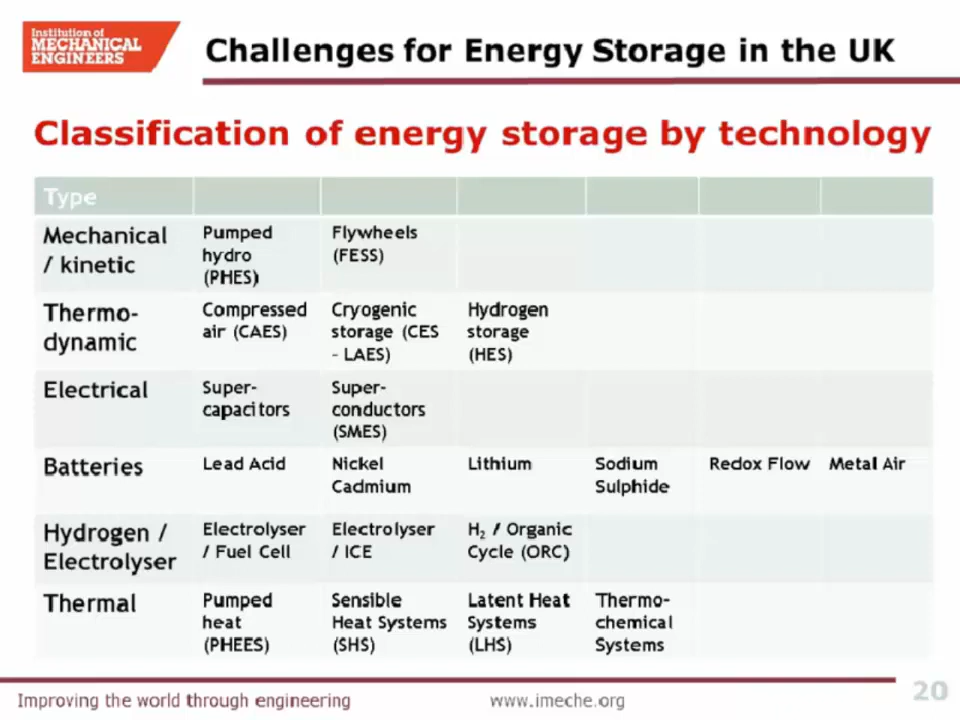 Institution of
MECHANICAL
ENGINEERS
Challenges for Energy Storage in the UK
Classification of energy storage by technology
Type
Mechanical / kinetic
Pumped hydro (PHES)
Flywheels (FESS)
Thermo-dynamic
Compressed air (CAES)
Cryogenic storage (CES – LAES)
Hydrogen storage (HES)
Electrical
Super-capacitors
Super-conductors (SMES)
Batteries
Lead Acid
Nickel Cadmium
Lithium
Sodium Sulphide
Redox Flow
Metal Air
Hydrogen / Electrolyser
Electrolyser / Fuel Cell
Electrolyser / ICE
H₂ / Organic Cycle (ORC)
Thermal
Pumped heat (PHEES)
Sensible Heat Systems (SHS)
Latent Heat Systems (LHS)
Thermo-chemical Systems
Improving the world through engineering
www.imeche.org
20